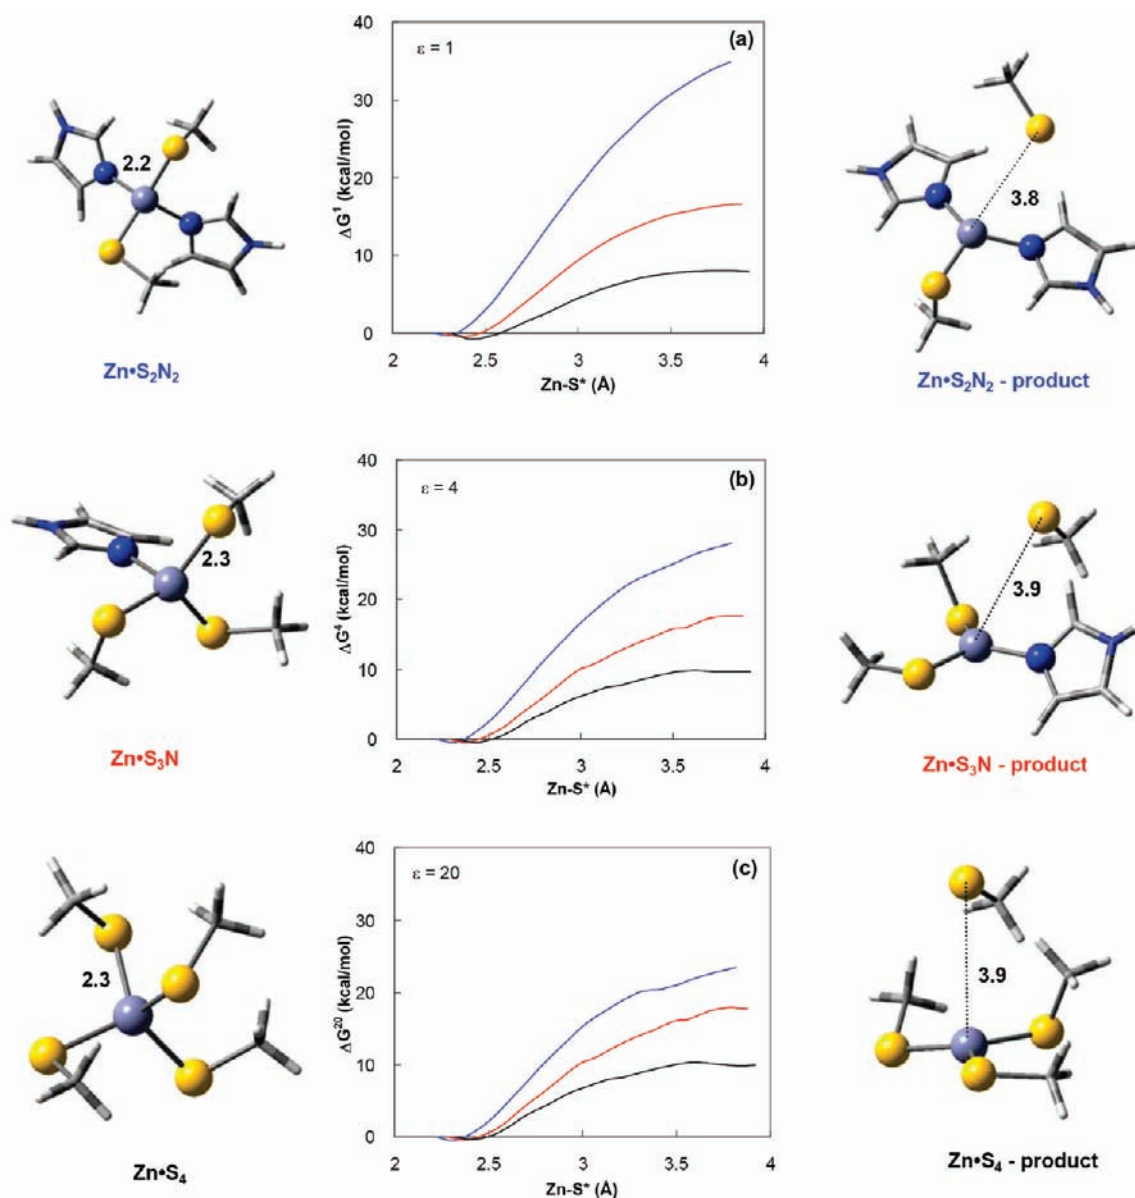 ε = 1
(a)
40
30
20
10
0
2
2.5
3
3.5
4
ΔG¹ (kcal/mol)
Zn-S* (Å)
2.2
Zn•S₂N₂
3.8
Zn•S₂N₂ - product
ε = 4
(b)
40
30
20
10
0
2
2.5
3
3.5
4
ΔG⁴ (kcal/mol)
Zn-S* (Å)
2.3
Zn•S₃N
3.9
Zn•S₃N - product
ε = 20
(c)
40
30
20
10
0
2
2.5
3
3.5
4
ΔG²⁰ (kcal/mol)
Zn-S* (Å)
2.3
Zn•S₄
3.9
Zn•S₄ - product